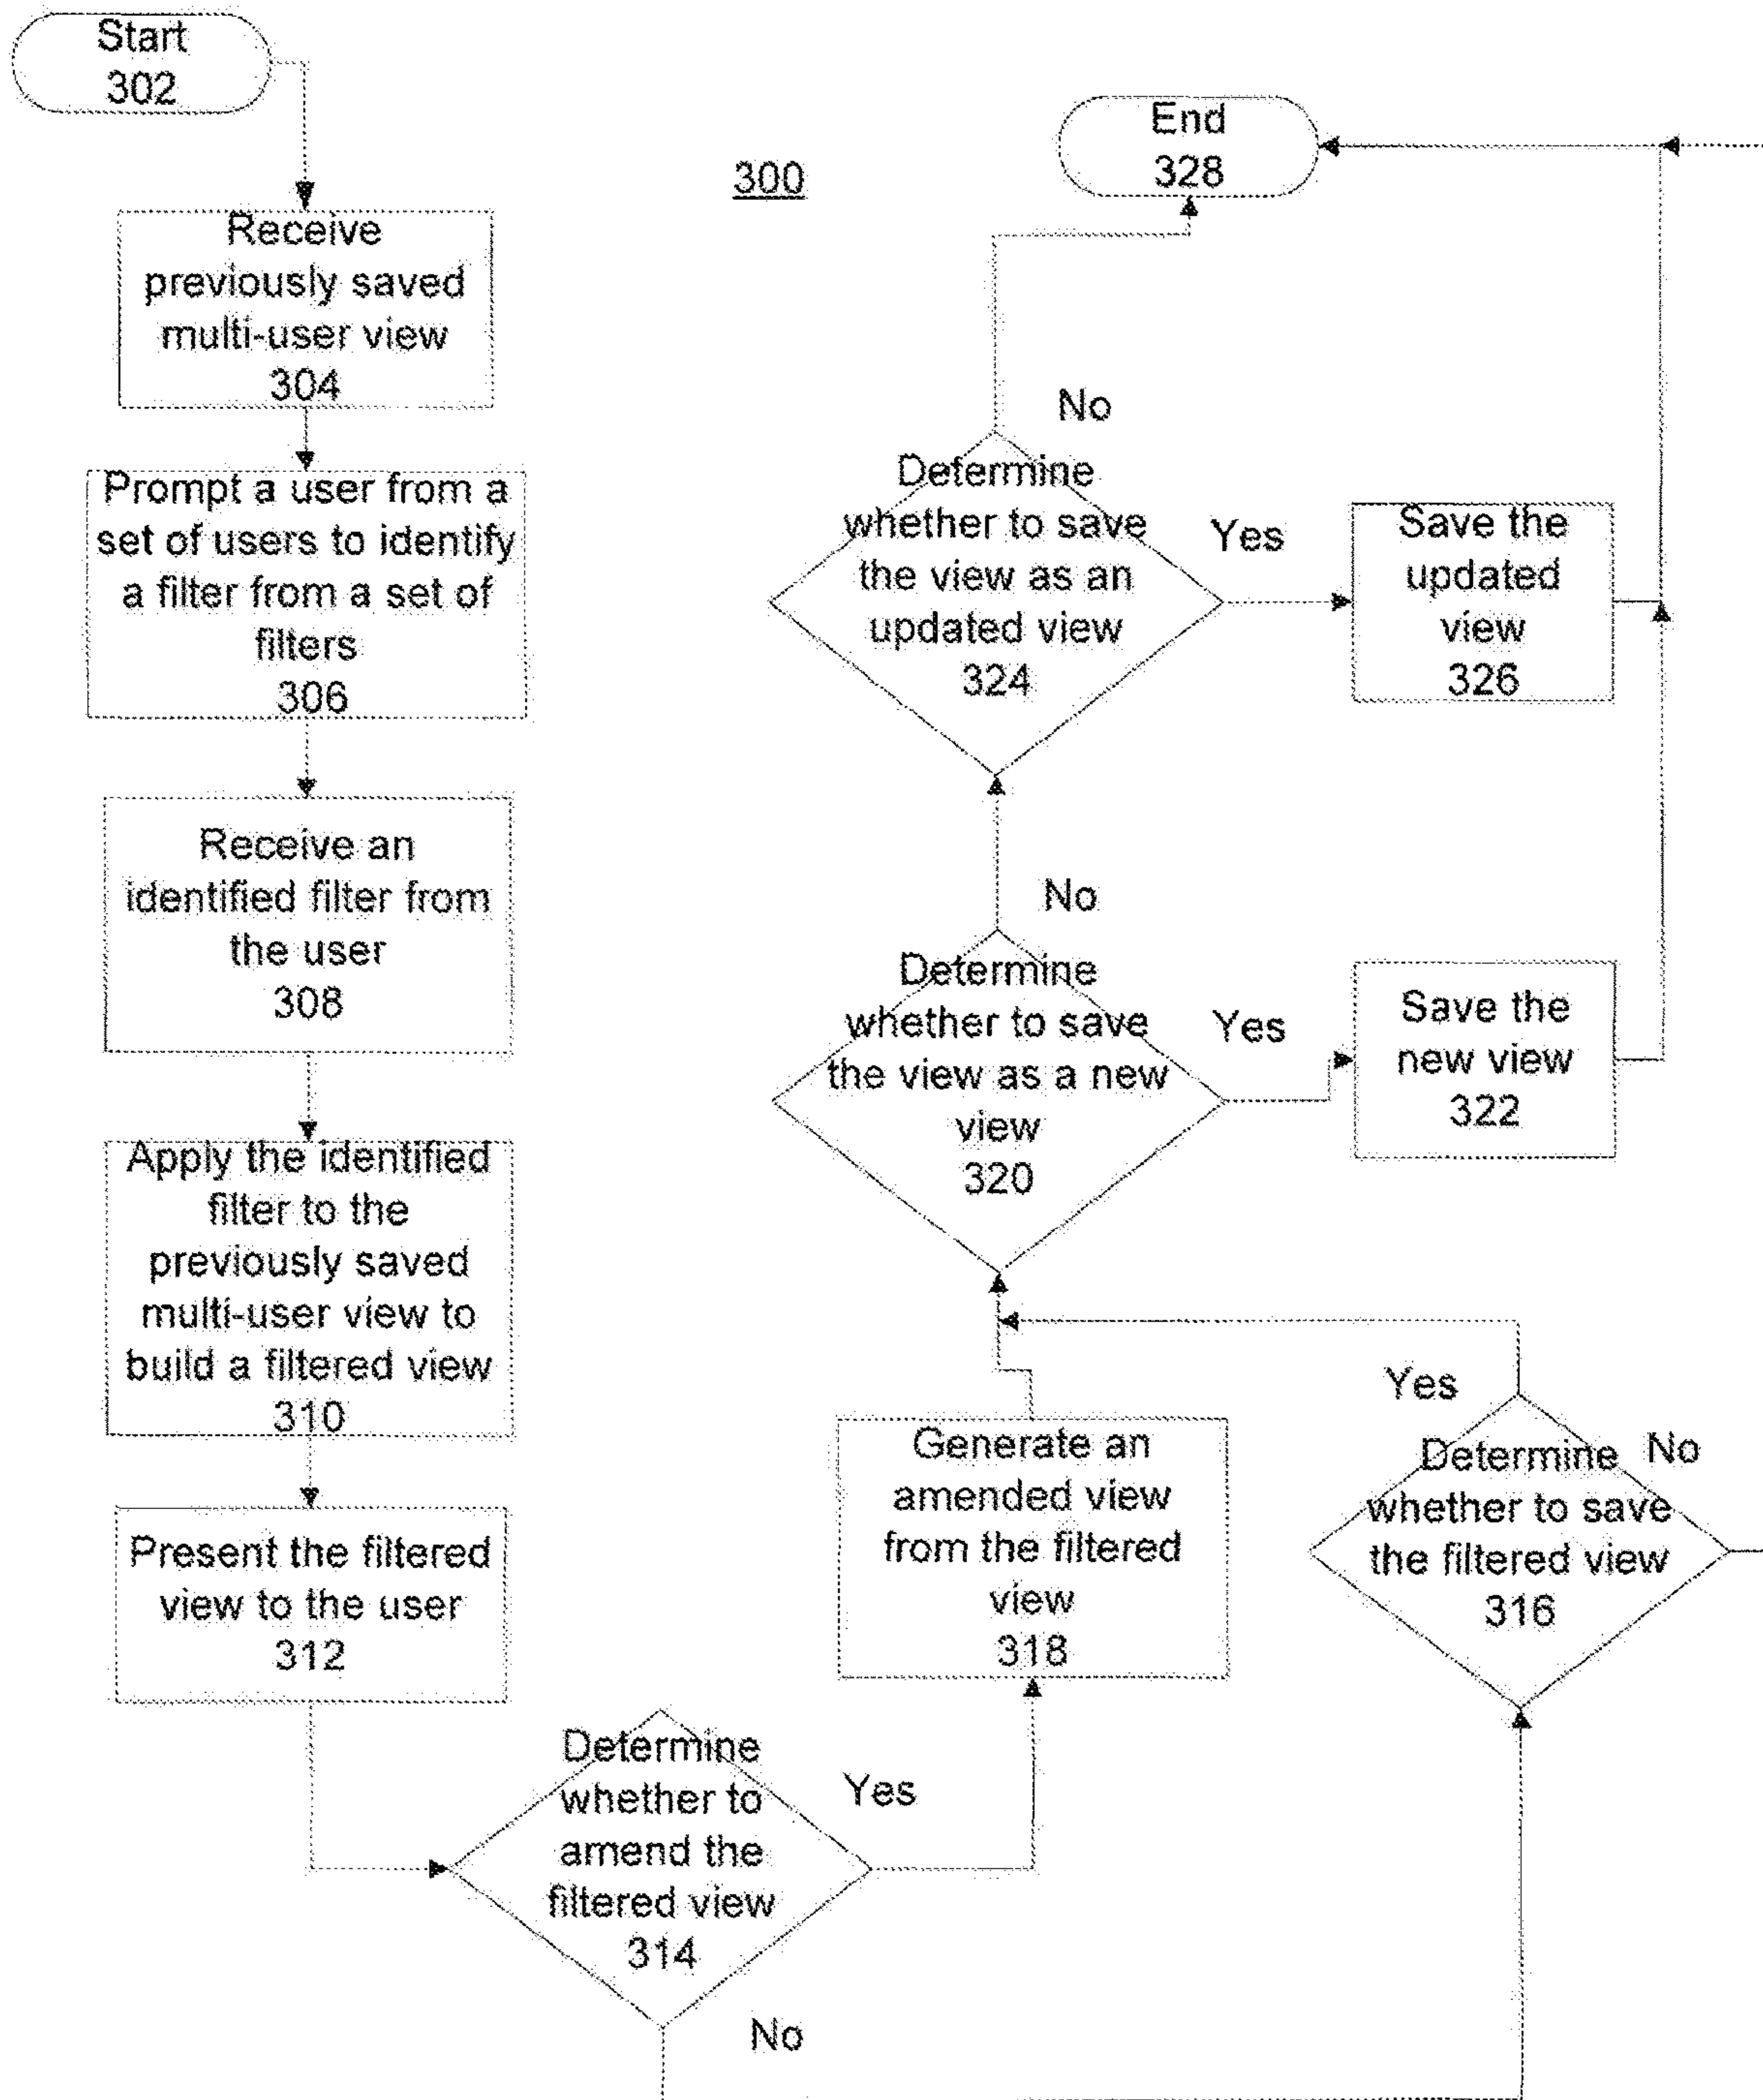 Start
302
Receive
previously saved
multi-user view
304
Prompt a user from a
set of users to identify
a filter from a set of
filters
306
Receive an
identified filter from
the user
308
Apply the identified
filter to the
previously saved
multi-user view to
build a filtered view
310
Present the filtered
view to the user
312
Determine
whether to
amend the
filtered view
314
Yes
No
Generate an
amended view
from the filtered
view
318
Determine
whether to save
the filtered view
316
Yes
No
Determine
whether to save
the view as a new
view
320
Yes
No
Save the
new view
322
Determine
whether to save
the view as an
updated view
324
Yes
No
Save the
updated
view
326
End
328
300